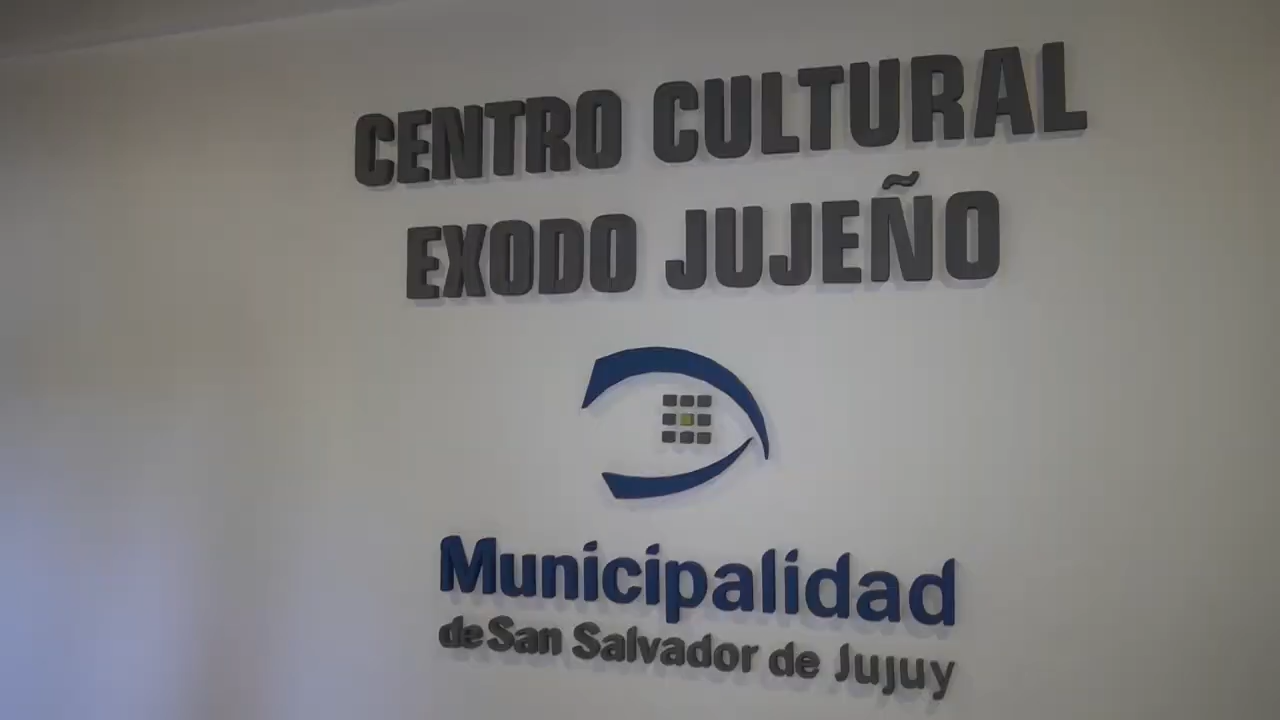 CENTRO CULTURAL
EXODO JUJEÑO
Municipalidad
de San Salvador de Jujuy